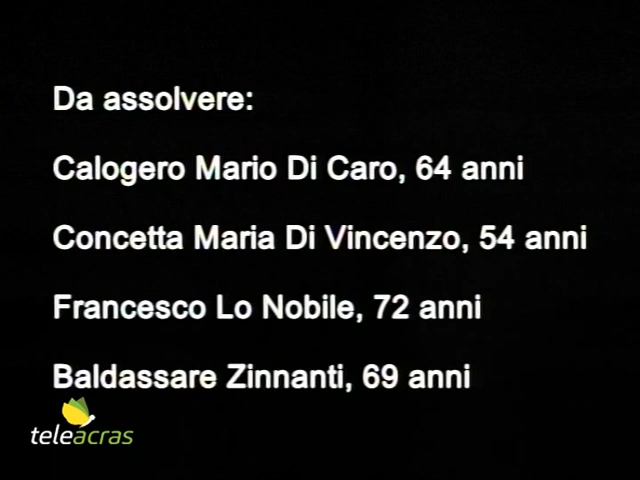 Da assolvere:
Calogero Mario Di Caro, 64 anni
Concetta Maria Di Vincenzo, 54 anni
Francesco Lo Nobile, 72 anni
Baldassare Zinnanti, 69 anni
teleacras